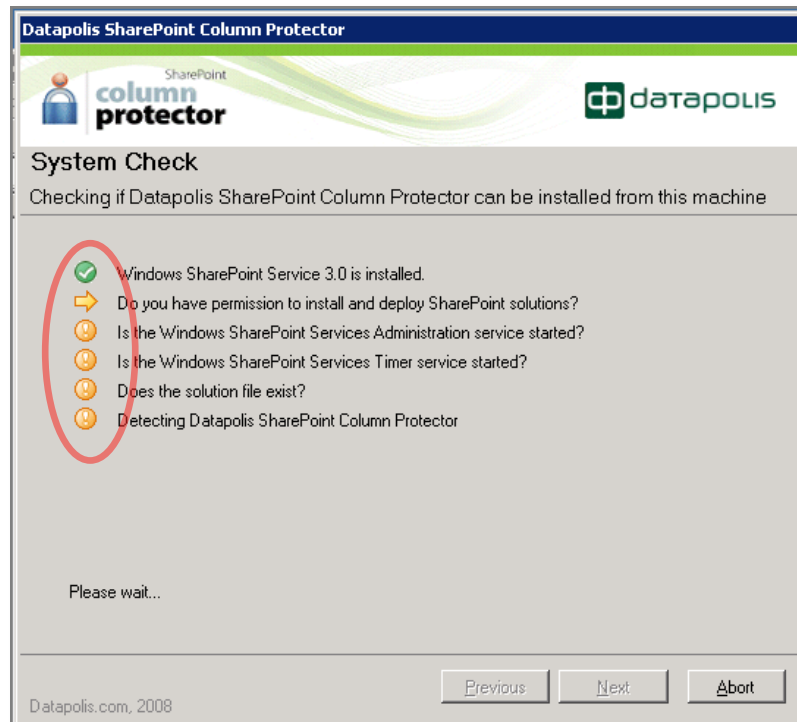 Datapolis SharePoint Column Protector
SharePoint
column
protector
datapolis
System Check
Checking if Datapolis SharePoint Column Protector can be installed from this machine
Windows SharePoint Service 3.0 is installed.
Do you have permission to install and deploy SharePoint solutions?
Is the Windows SharePoint Services Administration service started?
Is the Windows SharePoint Services Timer service started?
Does the solution file exist?
Detecting Datapolis SharePoint Column Protector
Please wait...
Previous Next Abort
Datapolis.com, 2008